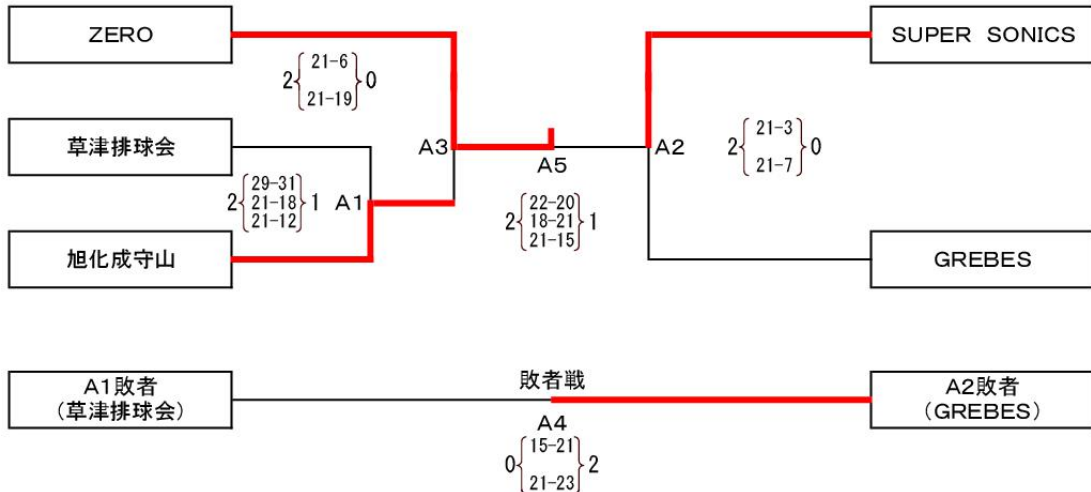 ZERO
SUPER SONICS
21-6
2{ }0
21-19
草津排球会
A3
A5
A2
21-3
2{ }0
21-7
29-31
2{21-18}1
21-12
A1
22-20
2{18-21}1
21-15
旭化成守山
GREBES
A1敗者
(草津排球会)
敗者戦
A4
A2敗者
(GREBES)
15-21
0{ }2
21-23